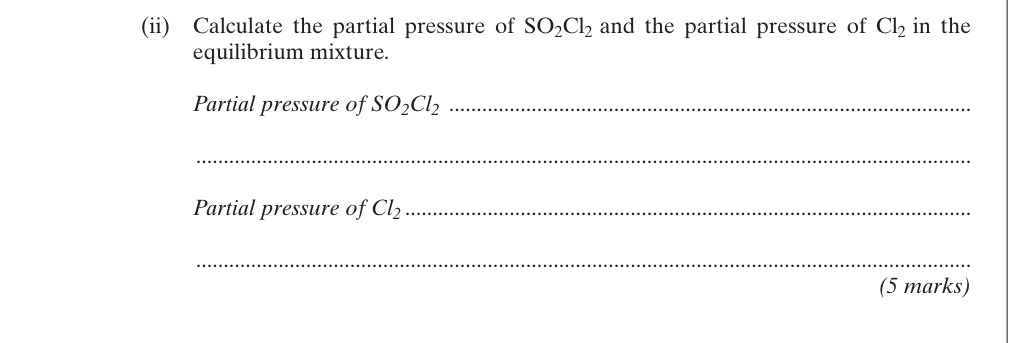 (ii) Calculate the partial pressure of SO₂Cl₂ and the partial pressure of Cl₂ in the
equilibrium mixture.
Partial pressure of SO₂Cl₂ ................................................................................................
................................................................................................................................................
Partial pressure of Cl₂ ........................................................................................................
................................................................................................................................................
(5 marks)